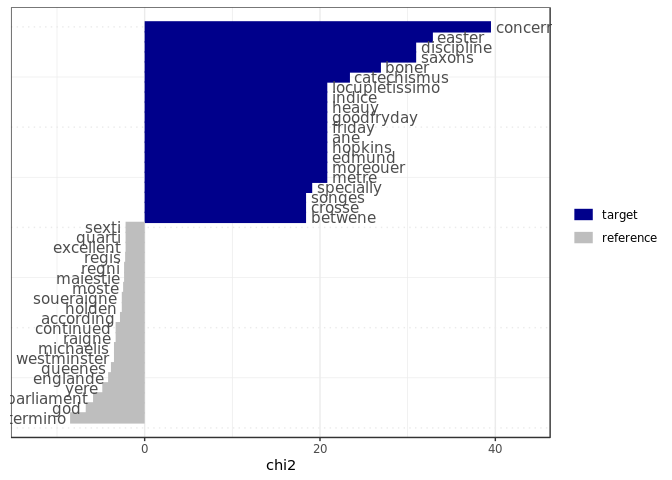 concern
easter
discipline
saxons
boner
catechismus
locupletissimo
indice
heauy
goodfryday
friday
ane
hopkins
edmund
moreouer
metre
specially
songes
crosse
betwene
sexti
quarti
excellent
regis
regni
maiestie
moste
soueraigne
holden
according
continued
raigne
michaelis
westminster
queenes
englande
yere
parliament
god
termino
target
reference
0 20 40
chi2